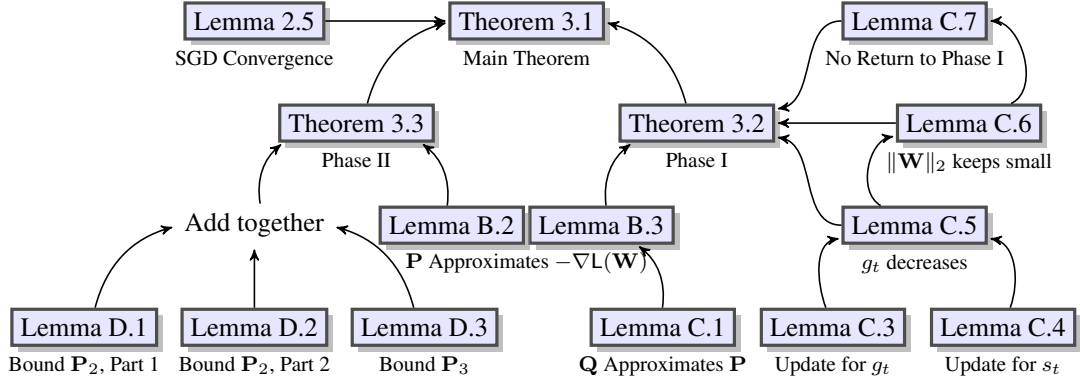 Lemma 2.5
Theorem 3.1
Lemma C.7
SGD Convergence
Main Theorem
No Return to Phase I
Theorem 3.3
Theorem 3.2
Lemma C.6
Phase II
Phase I
‖W‖₂ keeps small
Add together
Lemma B.2
Lemma B.3
Lemma C.5
P Approximates −∇L(W)
g_t decreases
Lemma D.1
Lemma D.2
Lemma D.3
Lemma C.1
Lemma C.3
Lemma C.4
Bound P₂, Part 1
Bound P₂, Part 2
Bound P₃
Q Approximates P
Update for g_t
Update for s_t